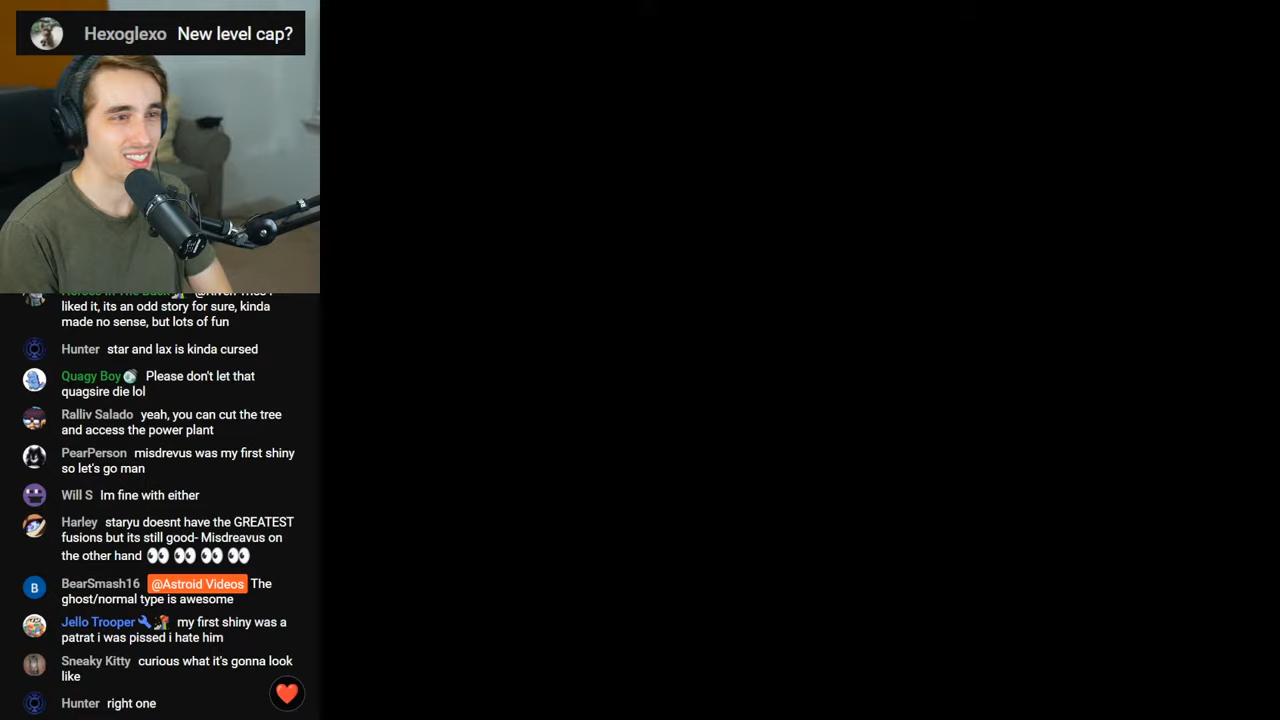 Hexoglexo New level cap?
liked it, its an odd story for sure, kinda
made no sense, but lots of fun
Hunter star and lax is kinda cursed
Quagy Boy Please don't let that
quagsire die lol
Ralliv Salado yeah, you can cut the tree
and access the power plant
PearPerson misdrevus was my first shiny
so let's go man
Will S Im fine with either
Harley staryu doesnt have the GREATEST
fusions but its still good- Misdreavus on
the other hand 👀 👀 👀 👀
B BearSmash16 @Astroid Videos The
ghost/normal type is awesome
Jello Trooper my first shiny was a
patrat i was pissed i hate him
Sneaky Kitty curious what it's gonna look
like
Hunter right one